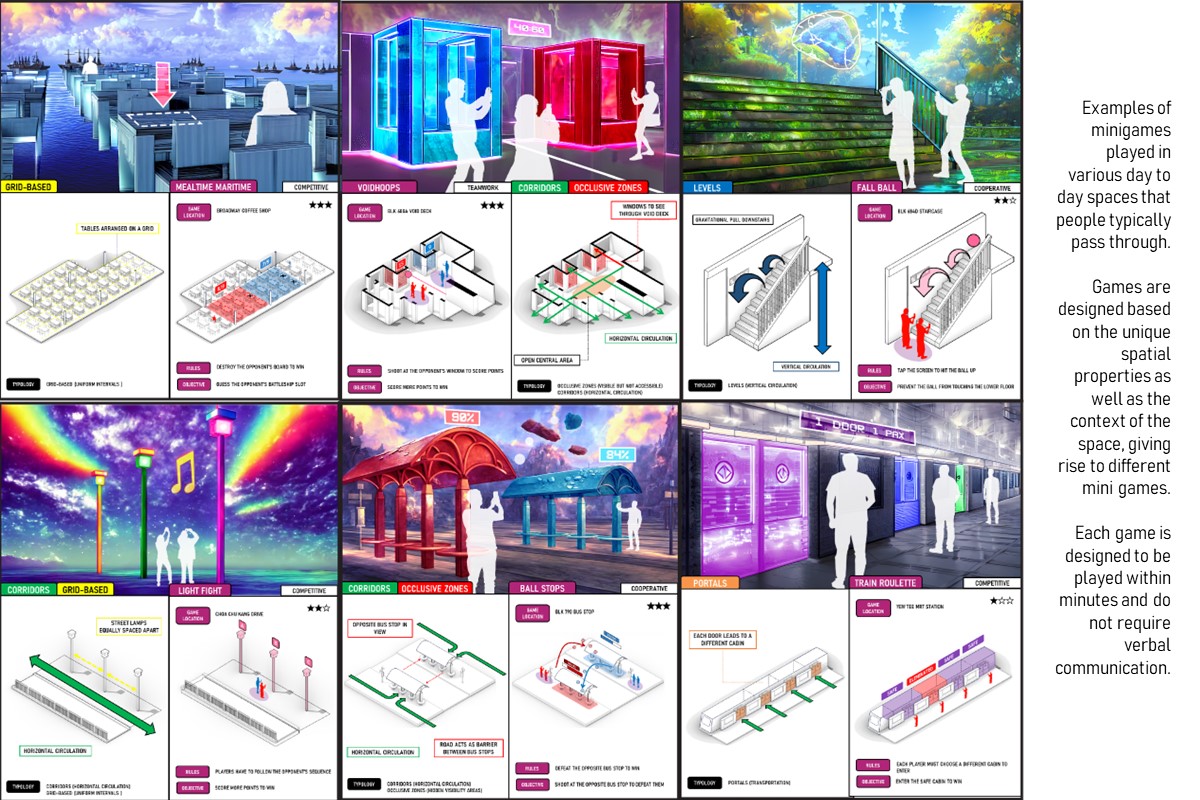 GRID-BASED
MEALTIME MARITIME
COMPETITIVE
GAME
LOCATION
BROADWAY COFFEE SHOP
TABLES ARRANGED ON A GRID
RULES
DESTROY THE OPPONENT'S BOARD TO WIN
TYPOLOGY
GRID-BASED (UNIFORM INTERVALS )
OBJECTIVE
GUESS THE OPPONENT'S BATTLESHIP SLOT
40:60
VOIDHOOPS
TEAMWORK
CORRIDORS
OCCLUSIVE ZONES
GAME
LOCATION
VOID DECK
WINDOWS TO SEE
THROUGH VOID DECK
HORIZONTAL CIRCULATION
OPEN CENTRAL AREA
RULES
SHOOT AT THE OPPONENT'S WINDOW TO SCORE POINTS
OBJECTIVE
SCORE MORE POINTS TO WIN
TYPOLOGY
OCCLUSIVE ZONES (VISIBLE BUT NOT ACCESSIBLE)
CORRIDORS (HORIZONTAL CIRCULATION)
LEVELS
FALL BALL
COOPERATIVE
GRAVITATIONAL PULL DOWNSTAIRS
GAME
LOCATION
STAIRCASE
VERTICAL CIRCULATION
TYPOLOGY
LEVELS (VERTICAL CIRCULATION)
RULES
TAP THE SCREEN TO HIT THE BALL UP
OBJECTIVE
PREVENT THE BALL FROM TOUCHING THE LOWER FLOOR
CORRIDORS
GRID-BASED
LIGHT FIGHT
COMPETITIVE
GAME
LOCATION
CHOA CHU KANG DRIVE
STREET LAMPS
EQUALLY SPACED APART
HORIZONTAL CIRCULATION
RULES
PLAYERS HAVE TO FOLLOW THE OPPONENT'S SEQUENCE
TYPOLOGY
CORRIDORS (HORIZONTAL CIRCULATION)
GRID-BASED (UNIFORM INTERVALS )
OBJECTIVE
SCORE MORE POINTS TO WIN
90%
84%
CORRIDORS
OCCLUSIVE ZONES
BALL STOPS
COOPERATIVE
OPPOSITE BUS STOP IN
VIEW
GAME
LOCATION
BLK 790 BUS STOP
HORIZONTAL CIRCULATION
ROAD ACTS AS BARRIER
BETWEEN BUS STOPS
RULES
DEFEAT THE OPPOSITE BUS STOP TO WIN
TYPOLOGY
CORRIDORS (HORIZONTAL CIRCULATION)
OCCLUSIVE ZONES (HIDDEN VISIBILITY AREAS)
OBJECTIVE
SHOOT AT THE OPPOSITE BUS STOP TO DEFEAT THEM
1 DOOR 1 PAX
PORTALS
TRAIN ROULETTE
COMPETITIVE
GAME
LOCATION
YEW TEE MRT STATION
EACH DOOR LEADS TO A
DIFFERENT CABIN
SAFE
SAFE
SAFE
RULES
EACH PLAYER MUST CHOOSE A DIFFERENT CABIN TO
ENTER
TYPOLOGY
PORTALS (TRANSPORTATION)
OBJECTIVE
ENTER THE SAFE CABIN TO WIN
Examples of
minigames
played in
various day to
day spaces that
people typically
pass through.
Games are
designed based
on the unique
spatial
properties as
well as the
context of the
space, giving
rise to different
mini games.
Each game is
designed to be
played within
minutes and do
not require
verbal
communication.